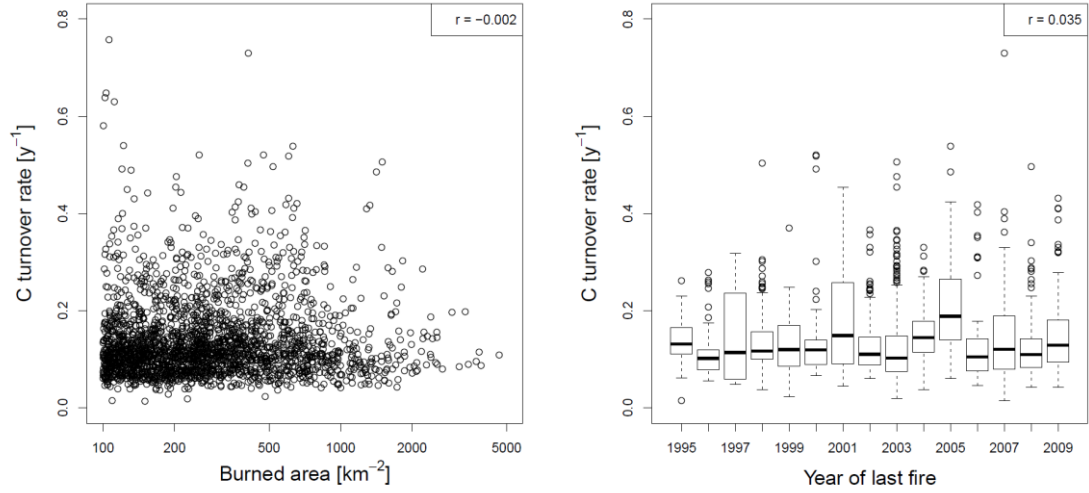 r = −0.002
C turnover rate [y⁻¹]
0.8
0.6
0.4
0.2
0.0
100 200 500 1000 2000 5000
Burned area [km⁻²]
r = 0.035
C turnover rate [y⁻¹]
0.8
0.6
0.4
0.2
0.0
1995 1997 1999 2001 2003 2005 2007 2009
Year of last fire